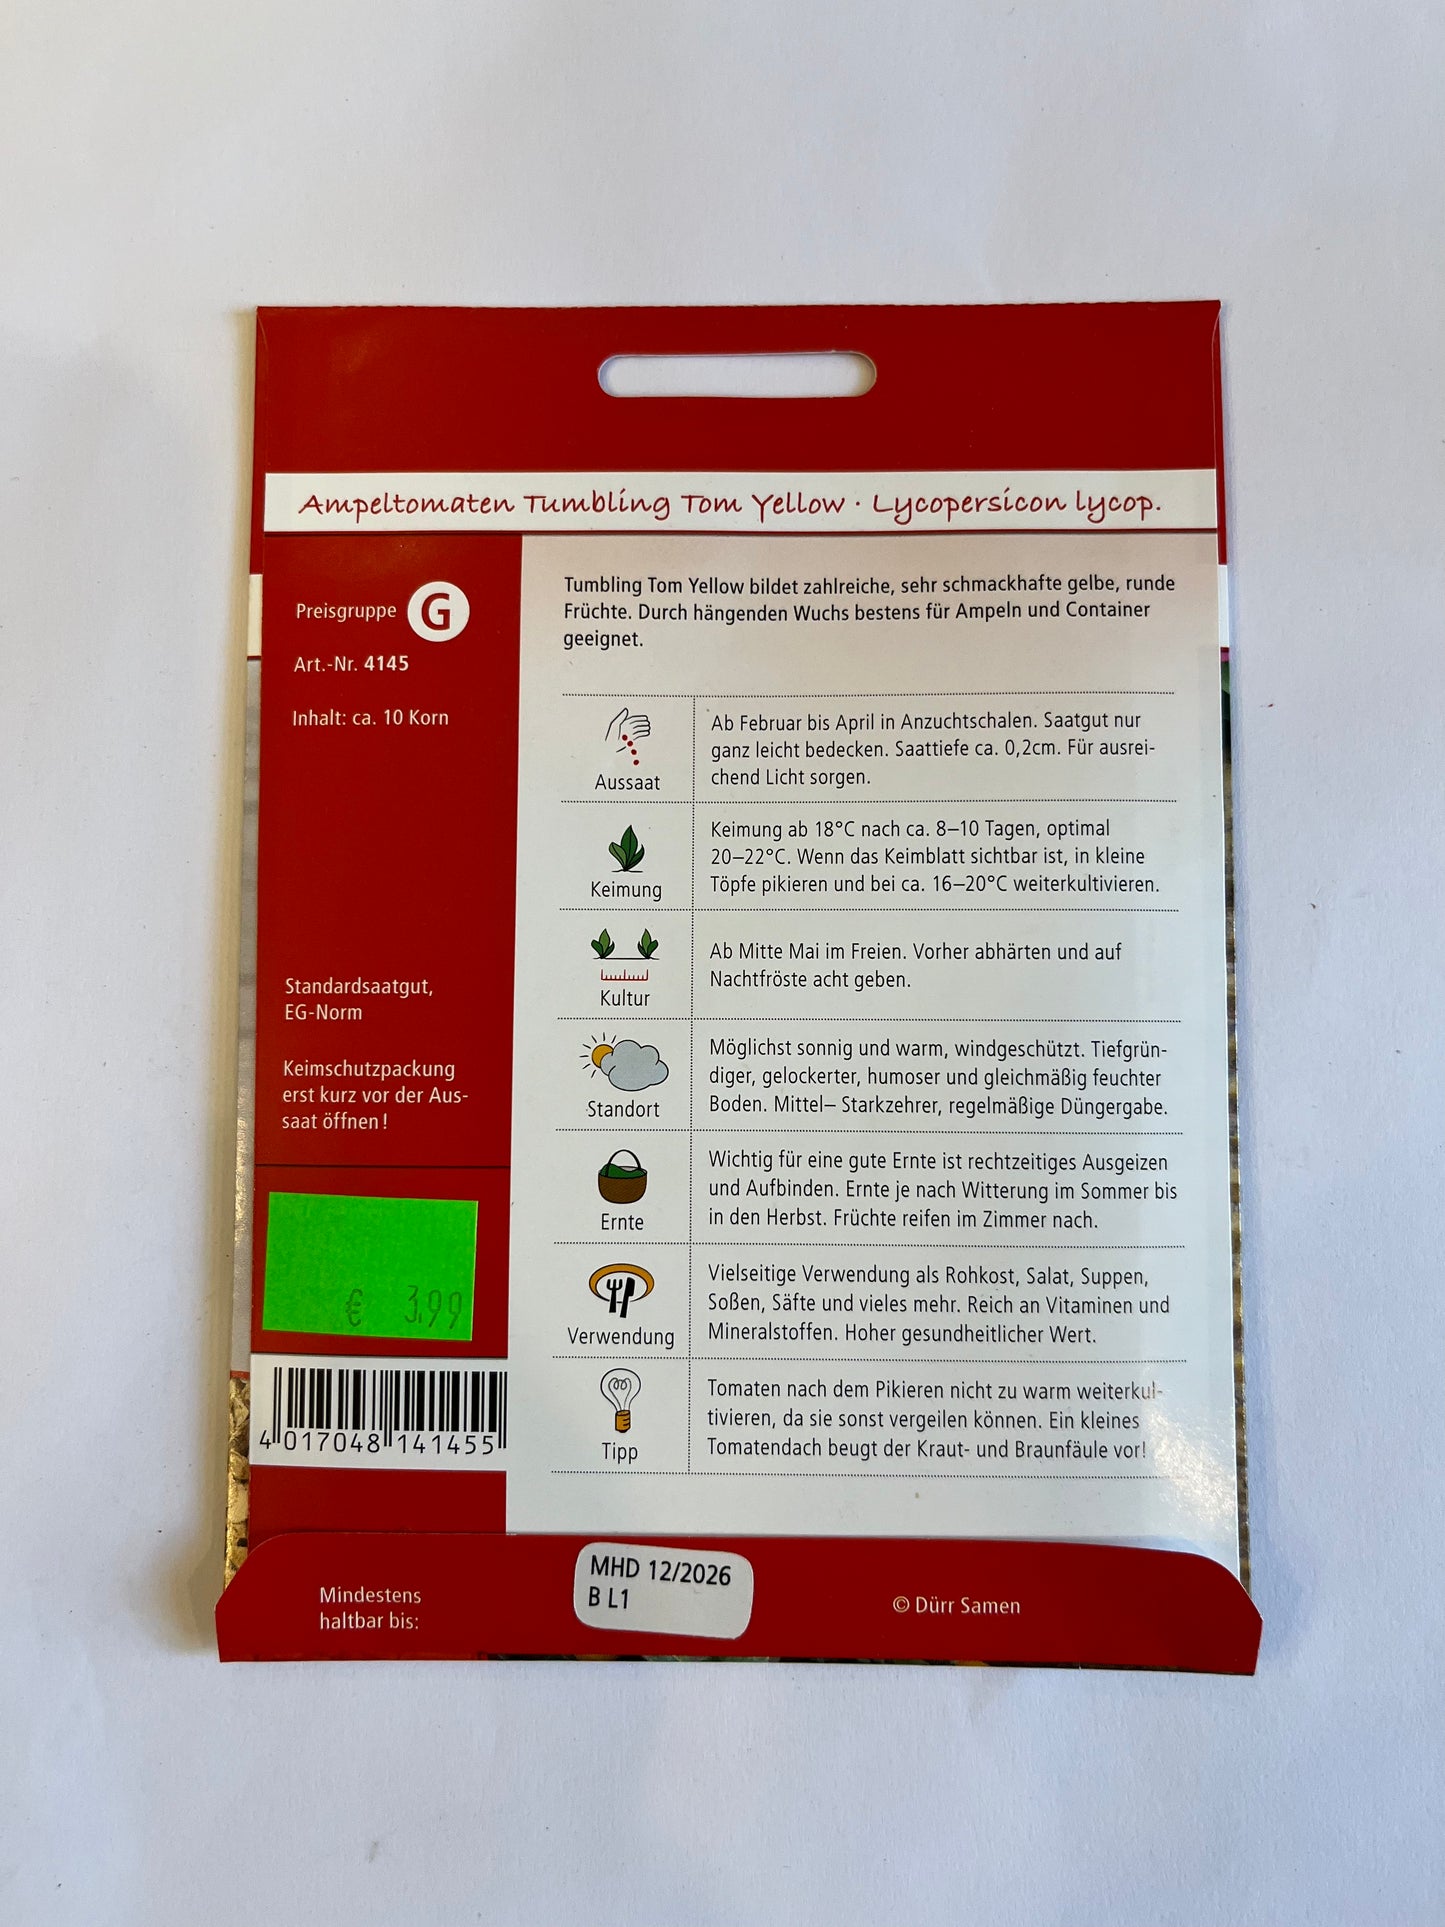 Ampeltomaten Tumbling Tom Yellow · Lycopersicon lycop.
Preisgruppe G
Art.-Nr. 4145
Inhalt: ca. 10 Korn
Standardsaatgut,
EG-Norm
Keimschutzpackung
erst kurz vor der Aus-
saat öffnen!
€ 3,99
4 017048 141455
Tumbling Tom Yellow bildet zahlreiche, sehr schmackhafte gelbe, runde
Früchte. Durch hängenden Wuchs bestens für Ampeln und Container
geeignet.
Aussaat
Ab Februar bis April in Anzuchtschalen. Saatgut nur
ganz leicht bedecken. Saattiefe ca. 0,2cm. Für ausrei-
chend Licht sorgen.
Keimung
Keimung ab 18°C nach ca. 8–10 Tagen, optimal
20–22°C. Wenn das Keimblatt sichtbar ist, in kleine
Töpfe pikieren und bei ca. 16–20°C weiterkultivieren.
Kultur
Ab Mitte Mai im Freien. Vorher abhärten und auf
Nachtfröste acht geben.
Standort
Möglichst sonnig und warm, windgeschützt. Tiefgrün-
diger, gelockerter, humoser und gleichmäßig feuchter
Boden. Mittel– Starkzehrer, regelmäßige Düngergabe.
Ernte
Wichtig für eine gute Ernte ist rechtzeitiges Ausgeizen
und Aufbinden. Ernte je nach Witterung im Sommer bis
in den Herbst. Früchte reifen im Zimmer nach.
Verwendung
Vielseitige Verwendung als Rohkost, Salat, Suppen,
Soßen, Säfte und vieles mehr. Reich an Vitaminen und
Mineralstoffen. Hoher gesundheitlicher Wert.
Tipp
Tomaten nach dem Pikieren nicht zu warm weiterkul-
tivieren, da sie sonst vergeilen können. Ein kleines
Tomatendach beugt der Kraut- und Braunfäule vor!
Mindestens
haltbar bis:
MHD 12/2026
B L1
© Dürr Samen